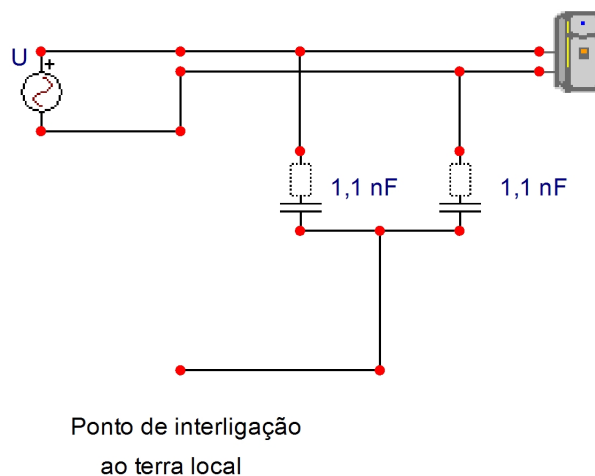 U
+
1,1 nF
1,1 nF
Ponto de interligação
ao terra local